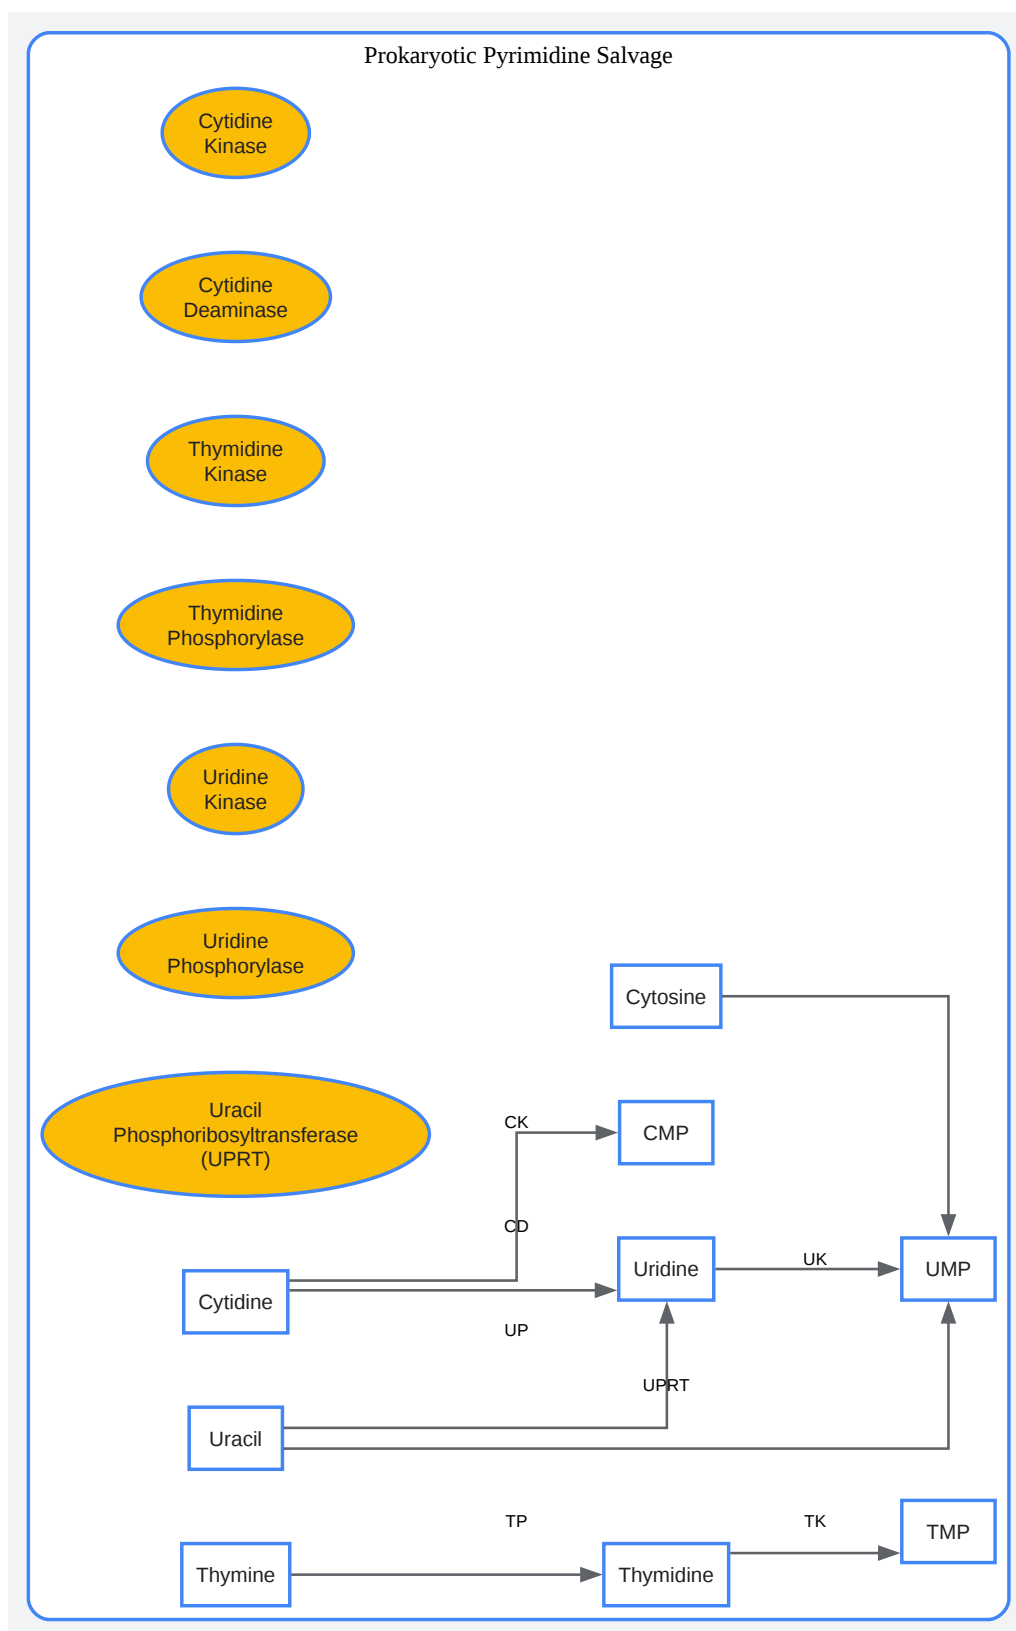 Prokaryotic Pyrimidine Salvage
Cytidine
Kinase
Cytidine
Deaminase
Thymidine
Kinase
Thymidine
Phosphorylase
Uridine
Kinase
Uridine
Phosphorylase
Cytosine
Uracil
Phosphoribosyltransferase
(UPRT)
CK
CMP
CD
Cytidine
UP
Uridine
UK
UMP
UPRT
Uracil
TP
TK
TMP
Thymine
Thymidine